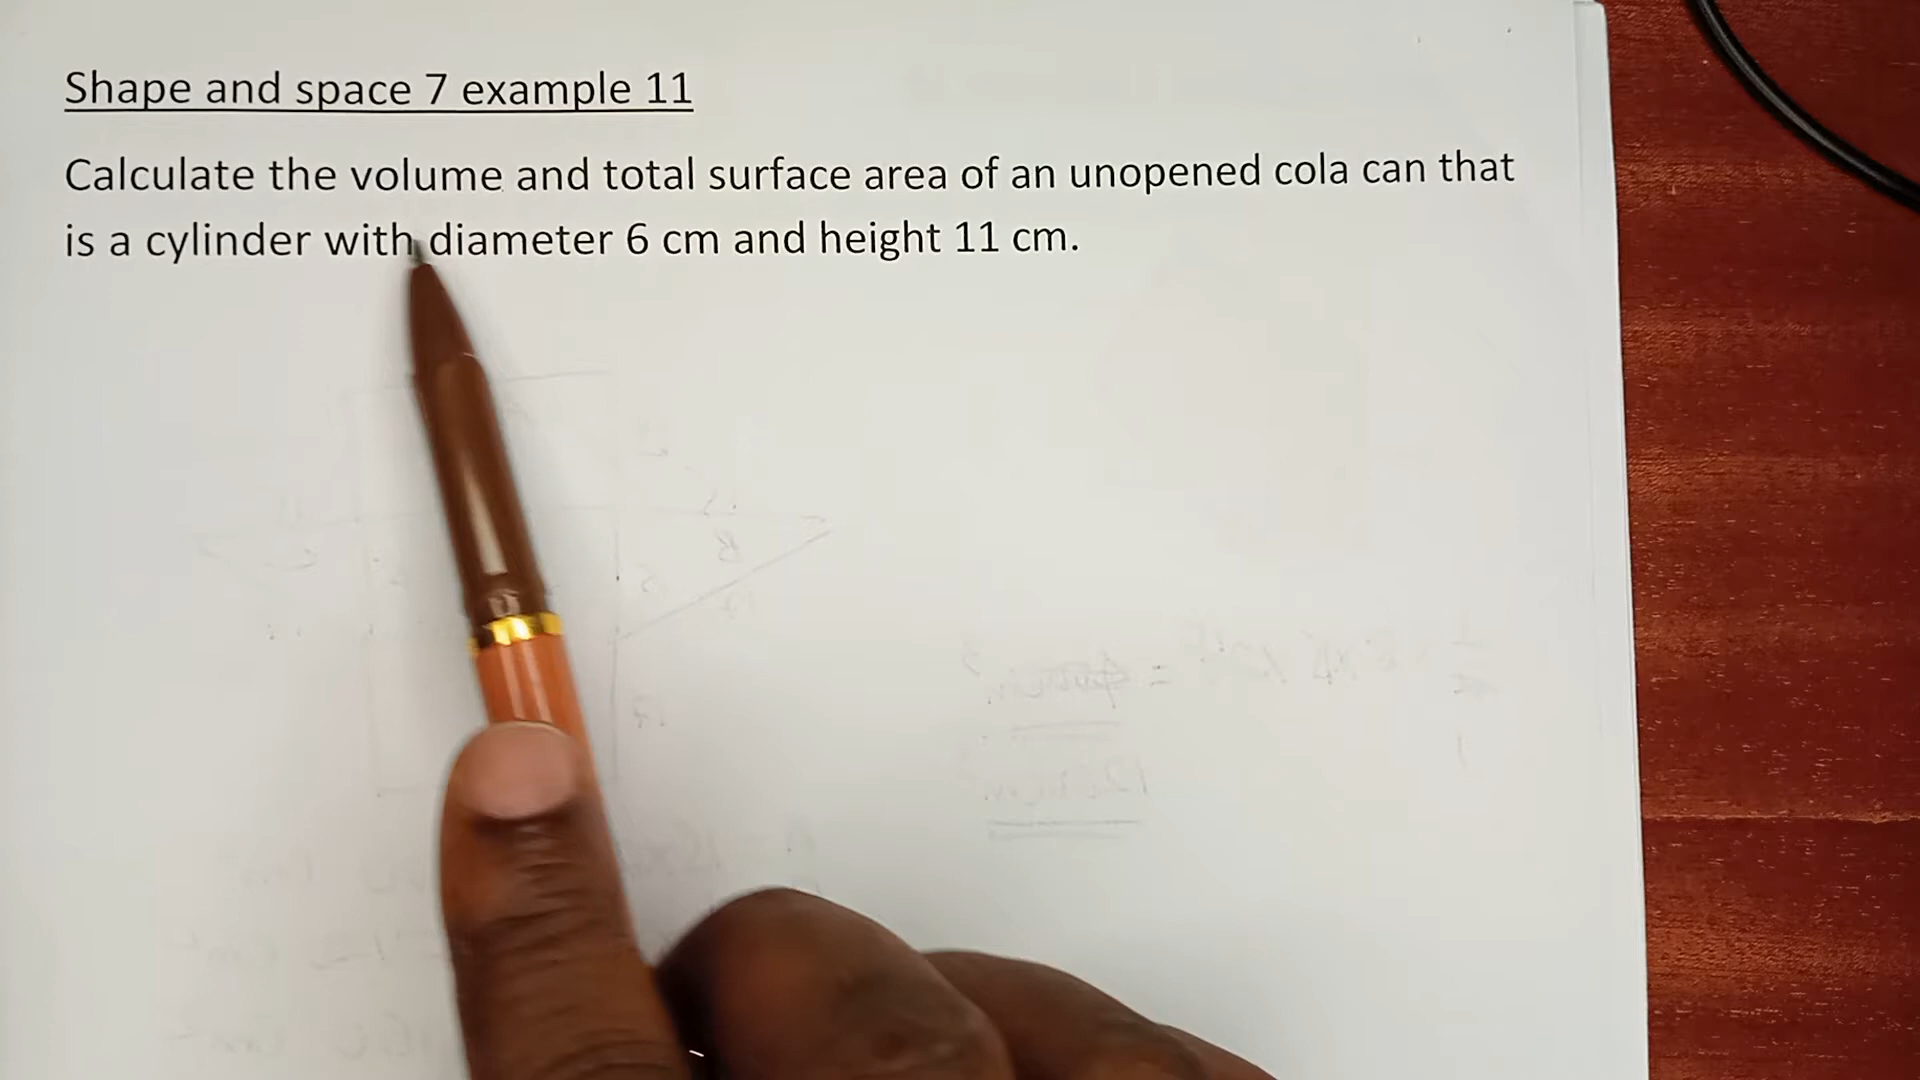 Shape and space 7 example 11
Calculate the volume and total surface area of an unopened cola can that
is a cylinder with diameter 6 cm and height 11 cm.